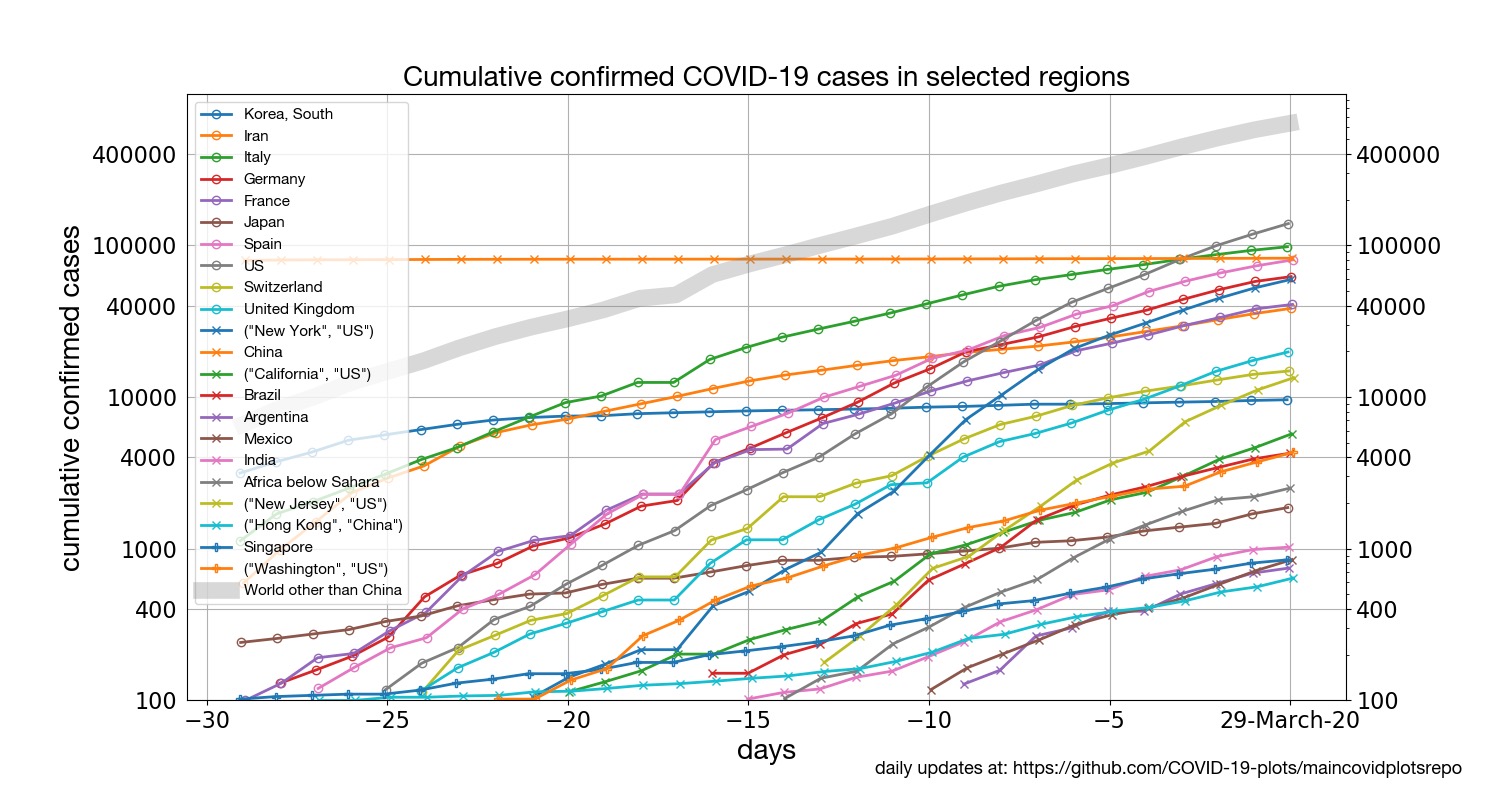 Cumulative confirmed COVID-19 cases in selected regions
cumulative confirmed cases
400000
100000
40000
10000
4000
1000
400
100
Korea, South
Iran
Italy
Germany
France
Japan
Spain
US
Switzerland
United Kingdom
("New York", "US")
China
("California", "US")
Brazil
Argentina
Mexico
India
Africa below Sahara
("New Jersey", "US")
("Hong Kong", "China")
Singapore
("Washington", "US")
World other than China
400000
100000
40000
10000
4000
1000
400
100
−30 −25 −20 −15 −10 −5 29-March-20
days
daily updates at: https://github.com/COVID-19-plots/maincovidplotsrepo